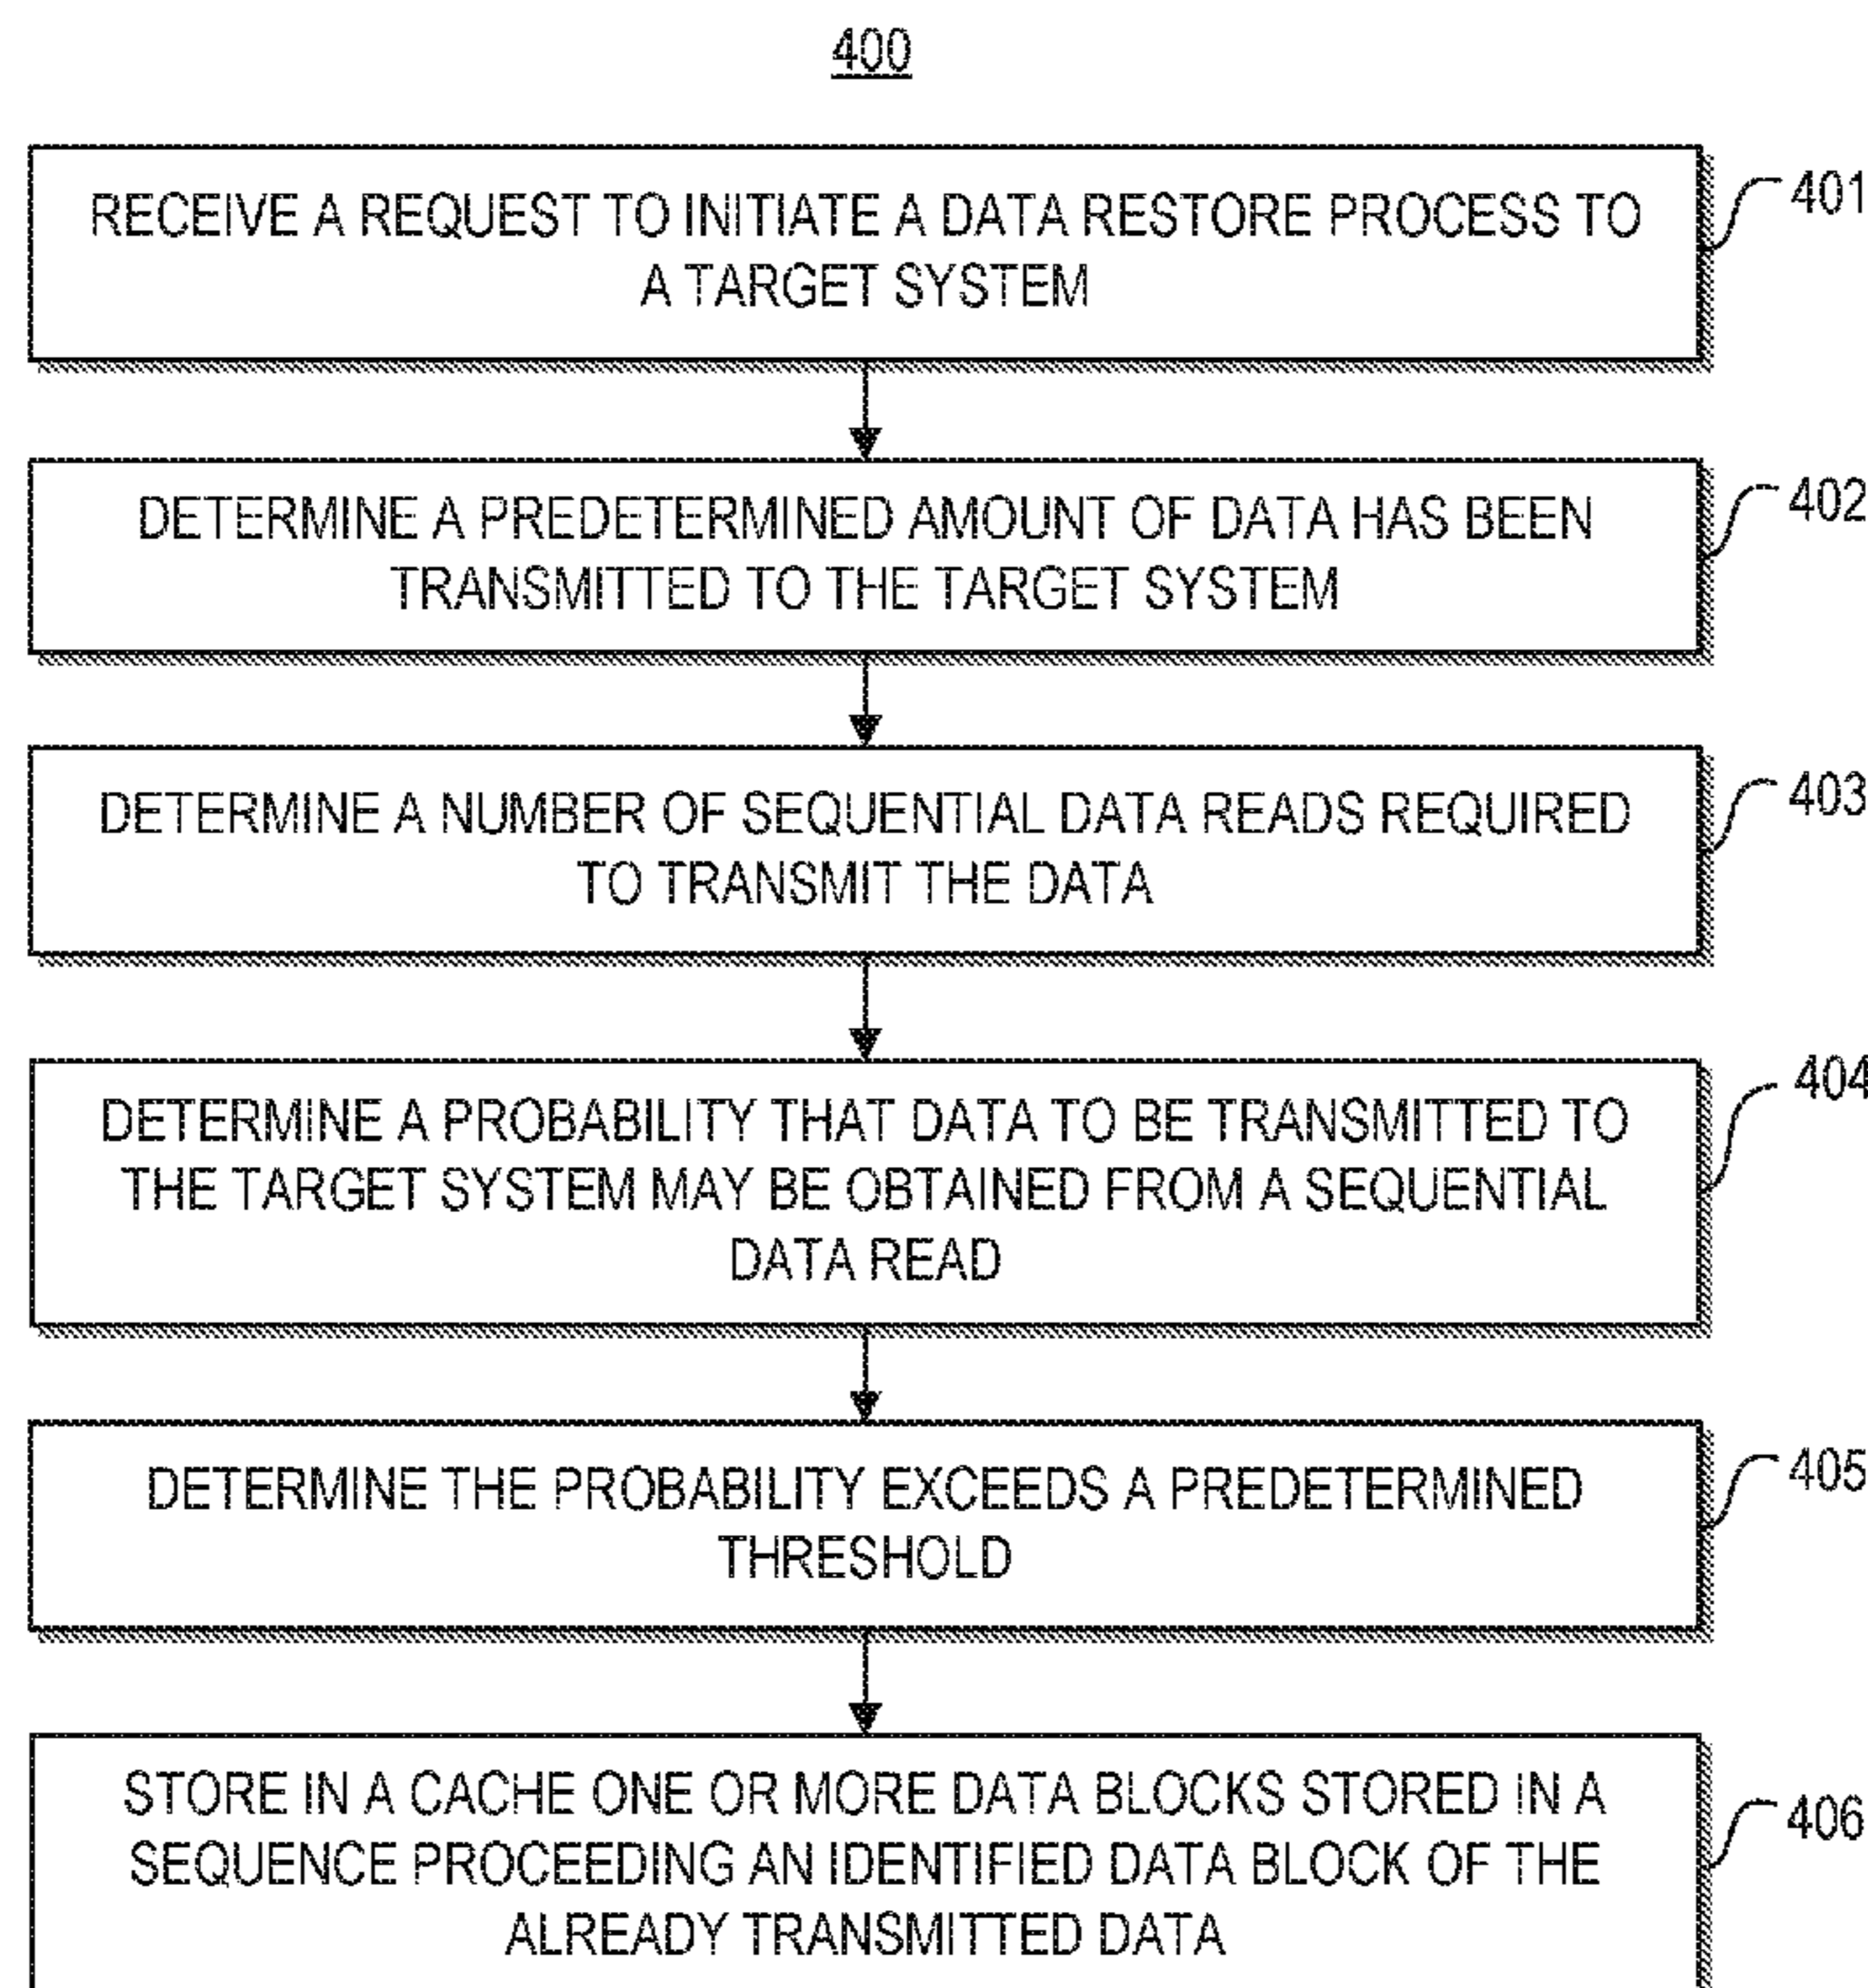 400
RECEIVE A REQUEST TO INITIATE A DATA RESTORE PROCESS TO
A TARGET SYSTEM
401
DETERMINE A PREDETERMINED AMOUNT OF DATA HAS BEEN
TRANSMITTED TO THE TARGET SYSTEM
402
DETERMINE A NUMBER OF SEQUENTIAL DATA READS REQUIRED
TO TRANSMIT THE DATA
403
DETERMINE A PROBABILITY THAT DATA TO BE TRANSMITTED TO
THE TARGET SYSTEM MAY BE OBTAINED FROM A SEQUENTIAL
DATA READ
404
DETERMINE THE PROBABILITY EXCEEDS A PREDETERMINED
THRESHOLD
405
STORE IN A CACHE ONE OR MORE DATA BLOCKS STORED IN A
SEQUENCE PROCEEDING AN IDENTIFIED DATA BLOCK OF THE
ALREADY TRANSMITTED DATA
406